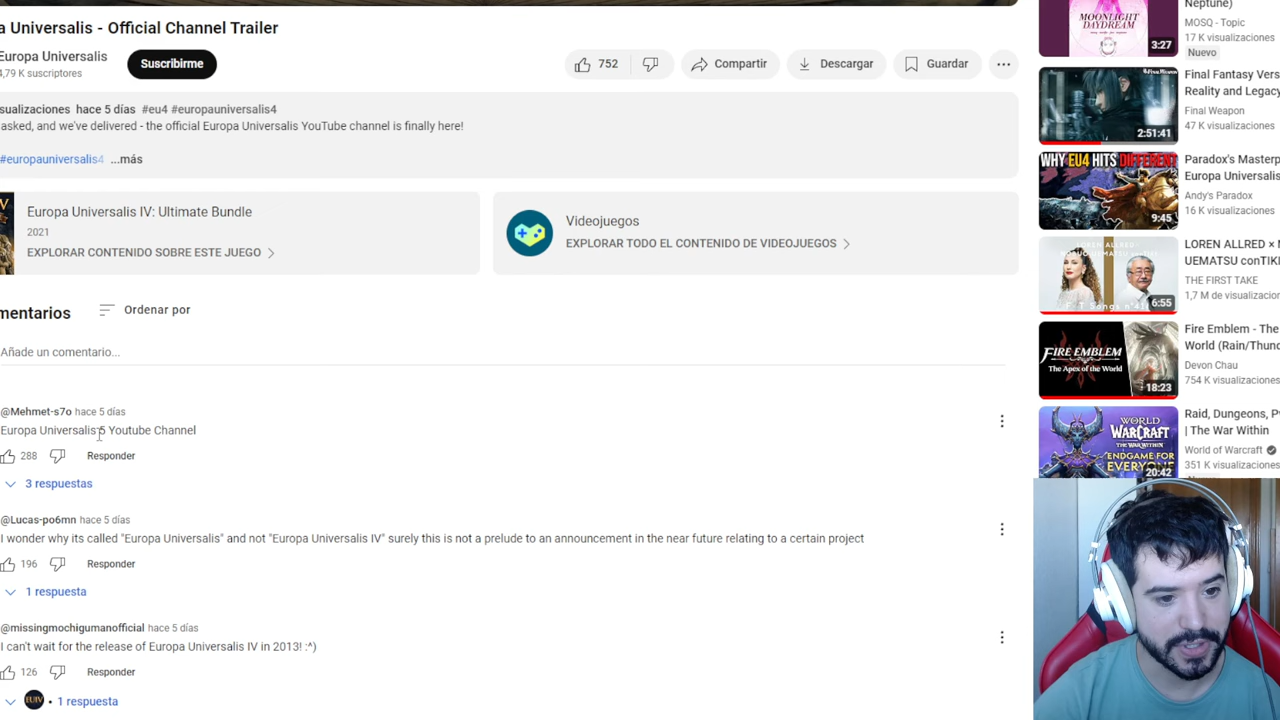 a Universalis - Official Channel Trailer
Europa Universalis
4,79 K suscriptores
Suscribirme
752
Compartir
Descargar
Guardar
sualizaciones hace 5 días #eu4 #europauniversalis4
asked, and we've delivered - the official Europa Universalis YouTube channel is finally here!
#europauniversalis4 ...más
Europa Universalis IV: Ultimate Bundle
2021
EXPLORAR CONTENIDO SOBRE ESTE JUEGO
Videojuegos
EXPLORAR TODO EL CONTENIDO DE VIDEOJUEGOS
mentarios
Ordenar por
Añade un comentario...
@Mehmet-s7o hace 5 días
Europa Universalis 5 Youtube Channel
288
Responder
3 respuestas
@Lucas-po6mn hace 5 días
I wonder why its called "Europa Universalis" and not "Europa Universalis IV" surely this is not a prelude to an announcement in the near future relating to a certain project
196
Responder
1 respuesta
@missingmochigumanofficial hace 5 días
I can't wait for the release of Europa Universalis IV in 2013! :^)
126
Responder
EUIV
1 respuesta
Neptune)
MOONLIGHT
DAYDREAM
3:27
MOSQ - Topic
17 K visualizaciones
Nuevo
2:51:41
Final Fantasy Vers
Reality and Legacy
Final Weapon
47 K visualizaciones
WHY EU4 HITS DIFFERENT
9:45
Paradox's Masterp
Europa Universalis
Andy's Paradox
16 K visualizaciones
LOREN ALLRED ×
6:55
LOREN ALLRED × N
UEMATSU conTIKI
THE FIRST TAKE
1,7 M de visualizacion
FIRE EMBLEM
The Apex of the World
18:23
Fire Emblem - The
World (Rain/Thund
Devon Chau
754 K visualizaciones
WORLD
WARCRAFT
THE WAR WITHIN
ENDGAME FOR
EVERYONE
20:42
Raid, Dungeons, P
| The War Within
World of Warcraft
351 K visualizaciones